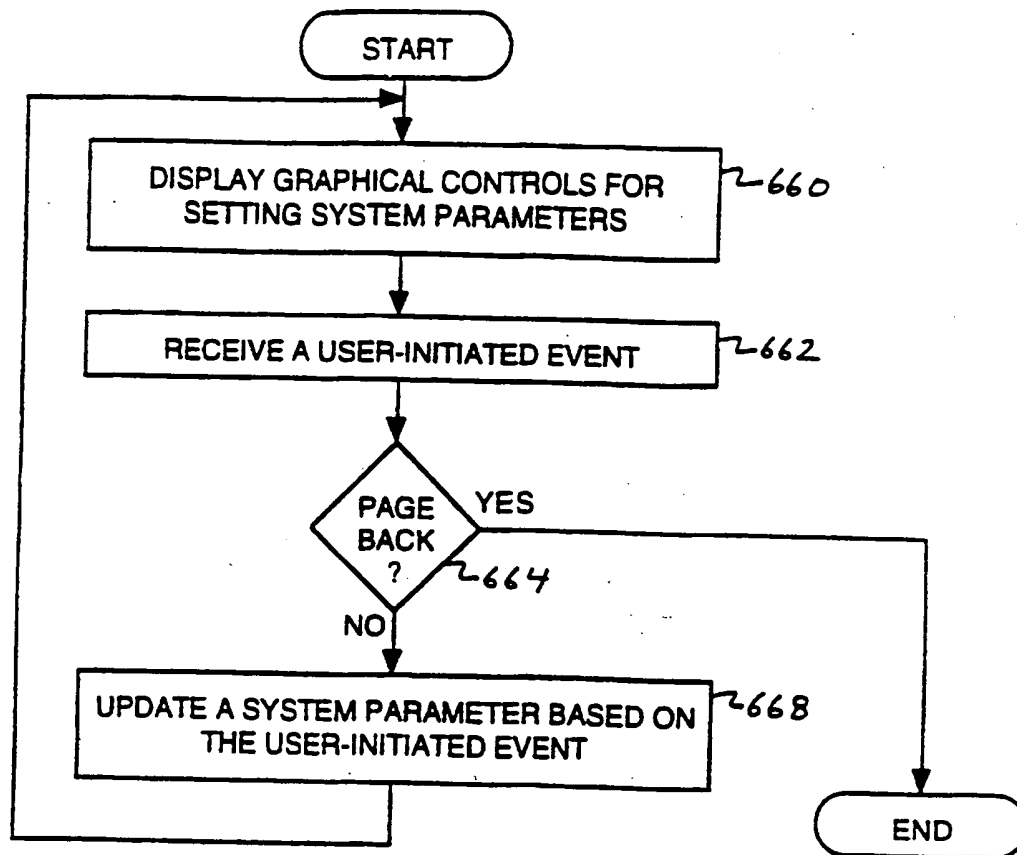 START
DISPLAY GRAPHICAL CONTROLS FOR
SETTING SYSTEM PARAMETERS
660
RECEIVE A USER-INITIATED EVENT
662
PAGE
BACK
?
YES
664
NO
UPDATE A SYSTEM PARAMETER BASED ON
THE USER-INITIATED EVENT
668
END